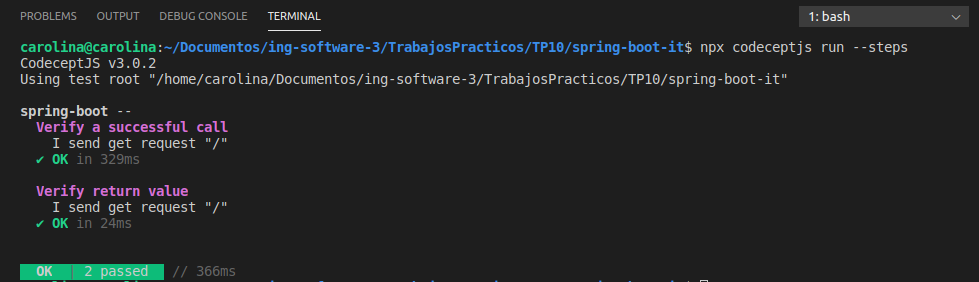 PROBLEMS OUTPUT DEBUG CONSOLE TERMINAL 1: bash
carolina@carolina:~/Documentos/ing-software-3/TrabajosPracticos/TP10/spring-boot-it$ npx codeceptjs run --steps
CodeceptJS v3.0.2
Using test root "/home/carolina/Documentos/ing-software-3/TrabajosPracticos/TP10/spring-boot-it"
spring-boot --
Verify a successful call
I send get request "/"
✔ OK in 329ms
Verify return value
I send get request "/"
✔ OK in 24ms
OK | 2 passed // 366ms